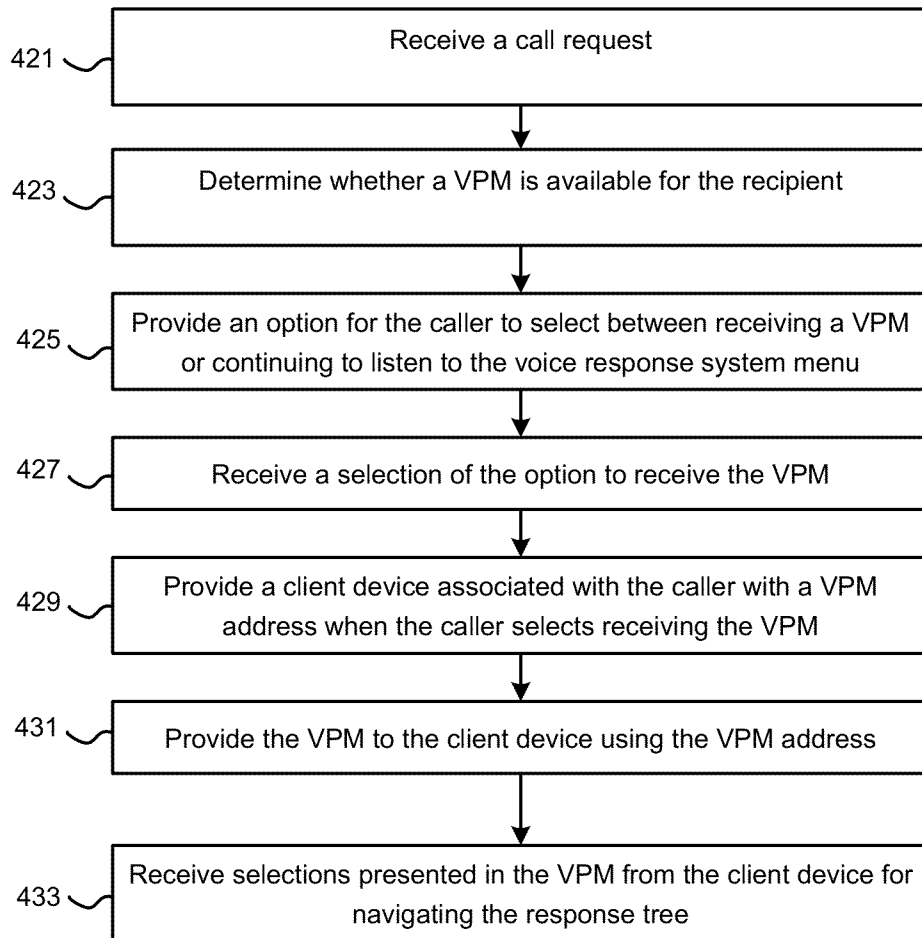 421
Receive a call request
423
Determine whether a VPM is available for the recipient
425
Provide an option for the caller to select between receiving a VPM
or continuing to listen to the voice response system menu
427
Receive a selection of the option to receive the VPM
429
Provide a client device associated with the caller with a VPM
address when the caller selects receiving the VPM
431
Provide the VPM to the client device using the VPM address
433
Receive selections presented in the VPM from the client device for
navigating the response tree